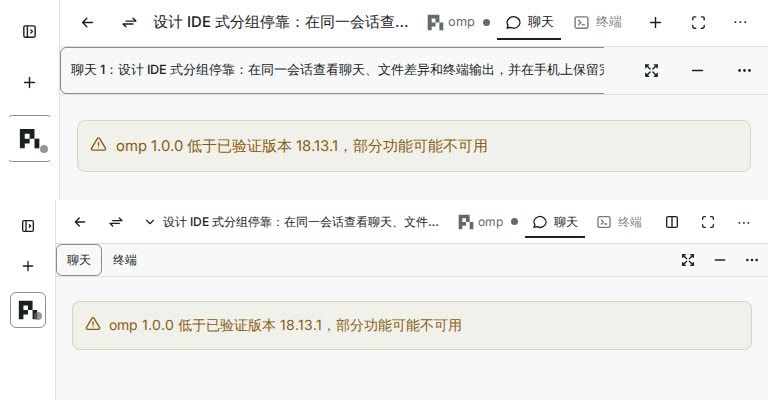 设计 IDE 式分组停靠：在同一会话查... omp 聊天 终端
聊天 1：设计 IDE 式分组停靠：在同一会话查看聊天、文件差异和终端输出，并在手机上保留
omp 1.0.0 低于已验证版本 18.13.1，部分功能可能不可用
设计 IDE 式分组停靠：在同一会话查看聊天、文件... omp 聊天 终端
聊天 终端
omp 1.0.0 低于已验证版本 18.13.1，部分功能可能不可用